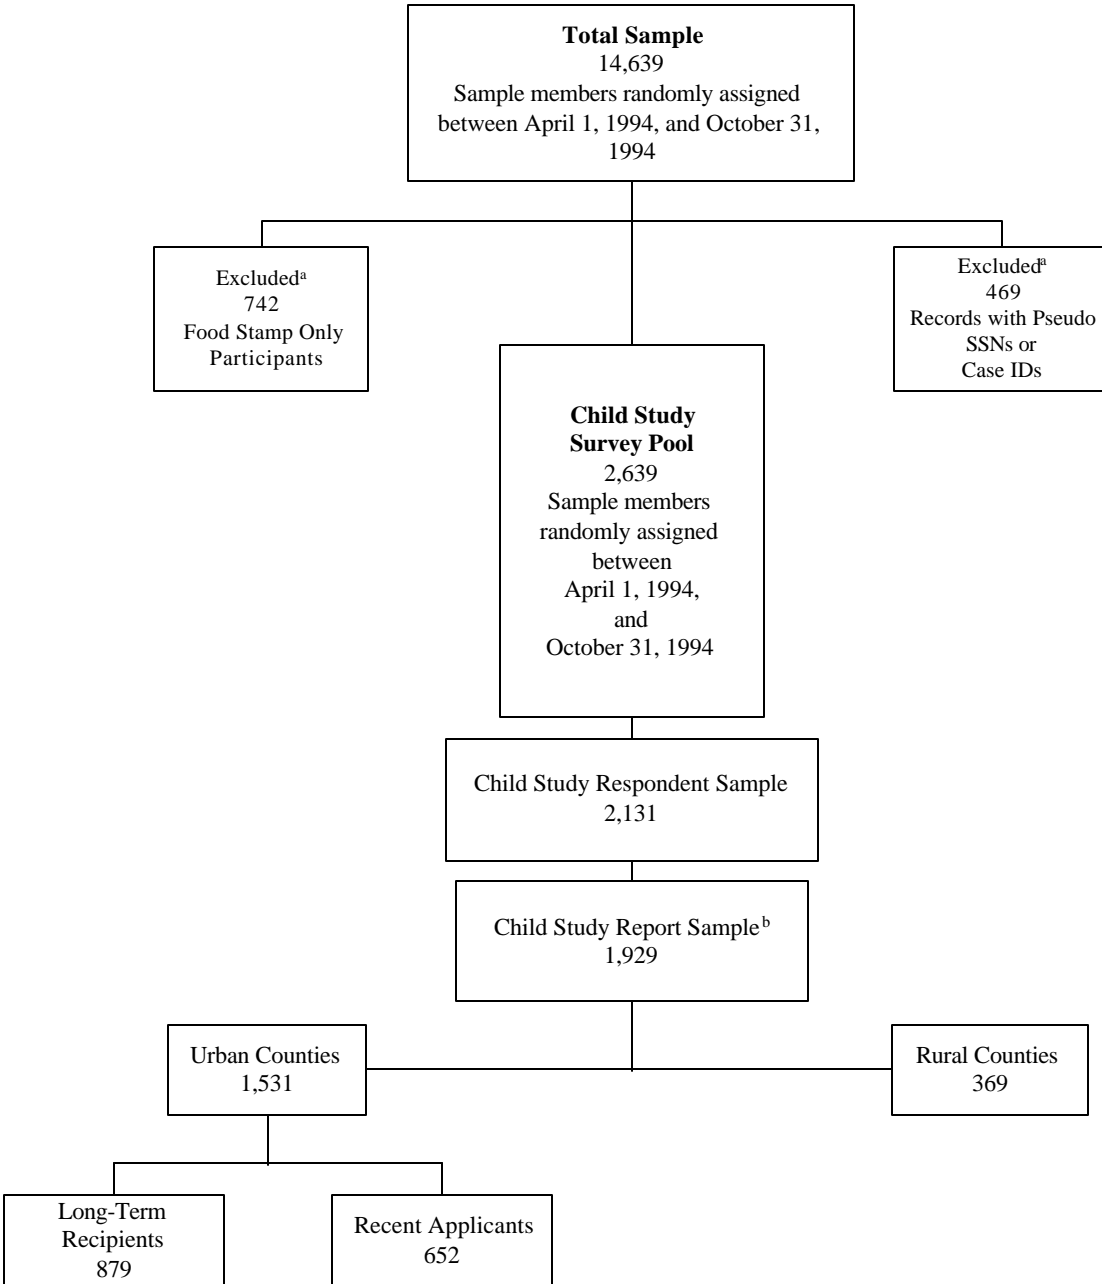 Total Sample
14,639
Sample members randomly assigned
between April 1, 1994, and October 31,
1994
Excludedᵃ
742
Food Stamp Only
Participants
Excludedᵃ
469
Records with Pseudo
SSNs or
Case IDs
Child Study
Survey Pool
2,639
Sample members
randomly assigned
between
April 1, 1994,
and
October 31, 1994
Child Study Respondent Sample
2,131
Child Study Report Sampleᵇ
1,929
Urban Counties
1,531
Rural Counties
369
Long-Term
Recipients
879
Recent Applicants
652